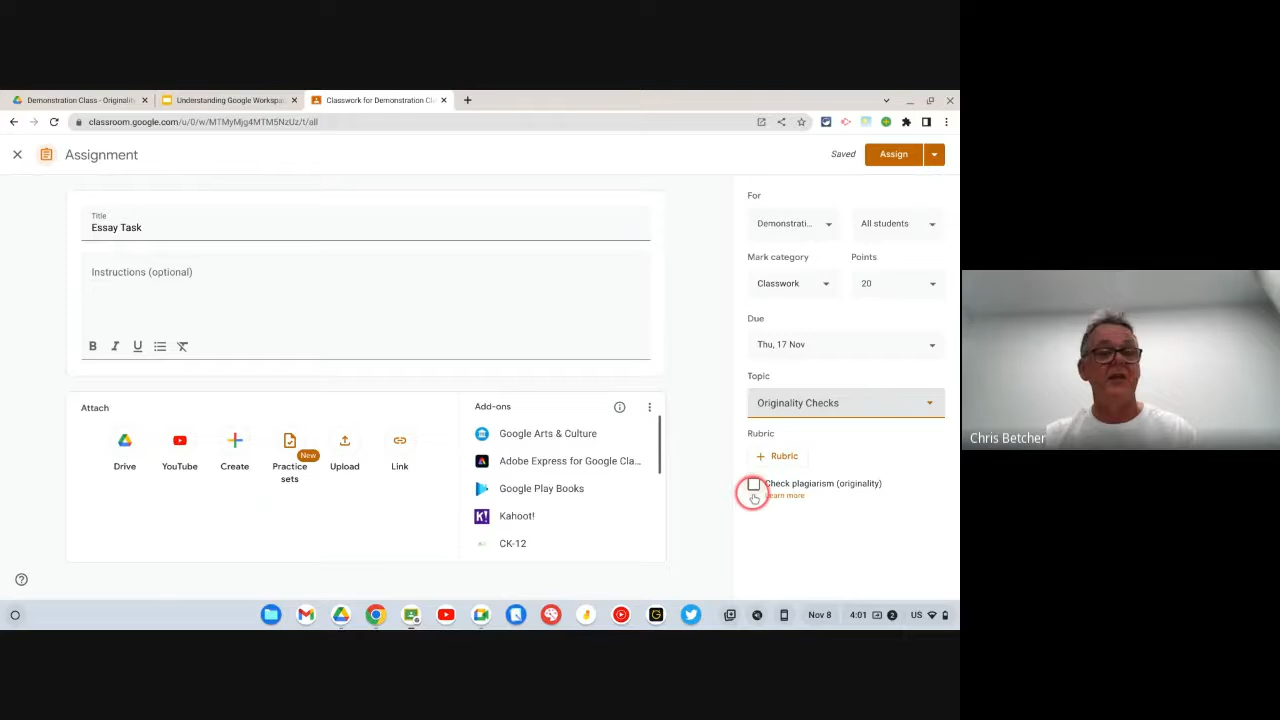 Demonstration Class - Originality
Understanding Google Workspa
Classwork for Demonstration Cl
classroom.google.com/u/0/w/MTMyMjg4MTM5NzUz/t/all
Assignment
Saved
Assign
Title
Essay Task
Instructions (optional)
B I U
Attach
Drive
YouTube
Create
New
Practice
sets
Upload
Link
Add-ons
Google Arts & Culture
Adobe Express for Google Cla...
Google Play Books
K!
Kahoot!
CK-12
For
Demonstrati...
All students
Mark category
Points
Classwork
20
Due
Thu, 17 Nov
Topic
Originality Checks
Rubric
+ Rubric
Check plagiarism (originality)
Learn more
Nov 8
4:01
2
US
Chris Betcher